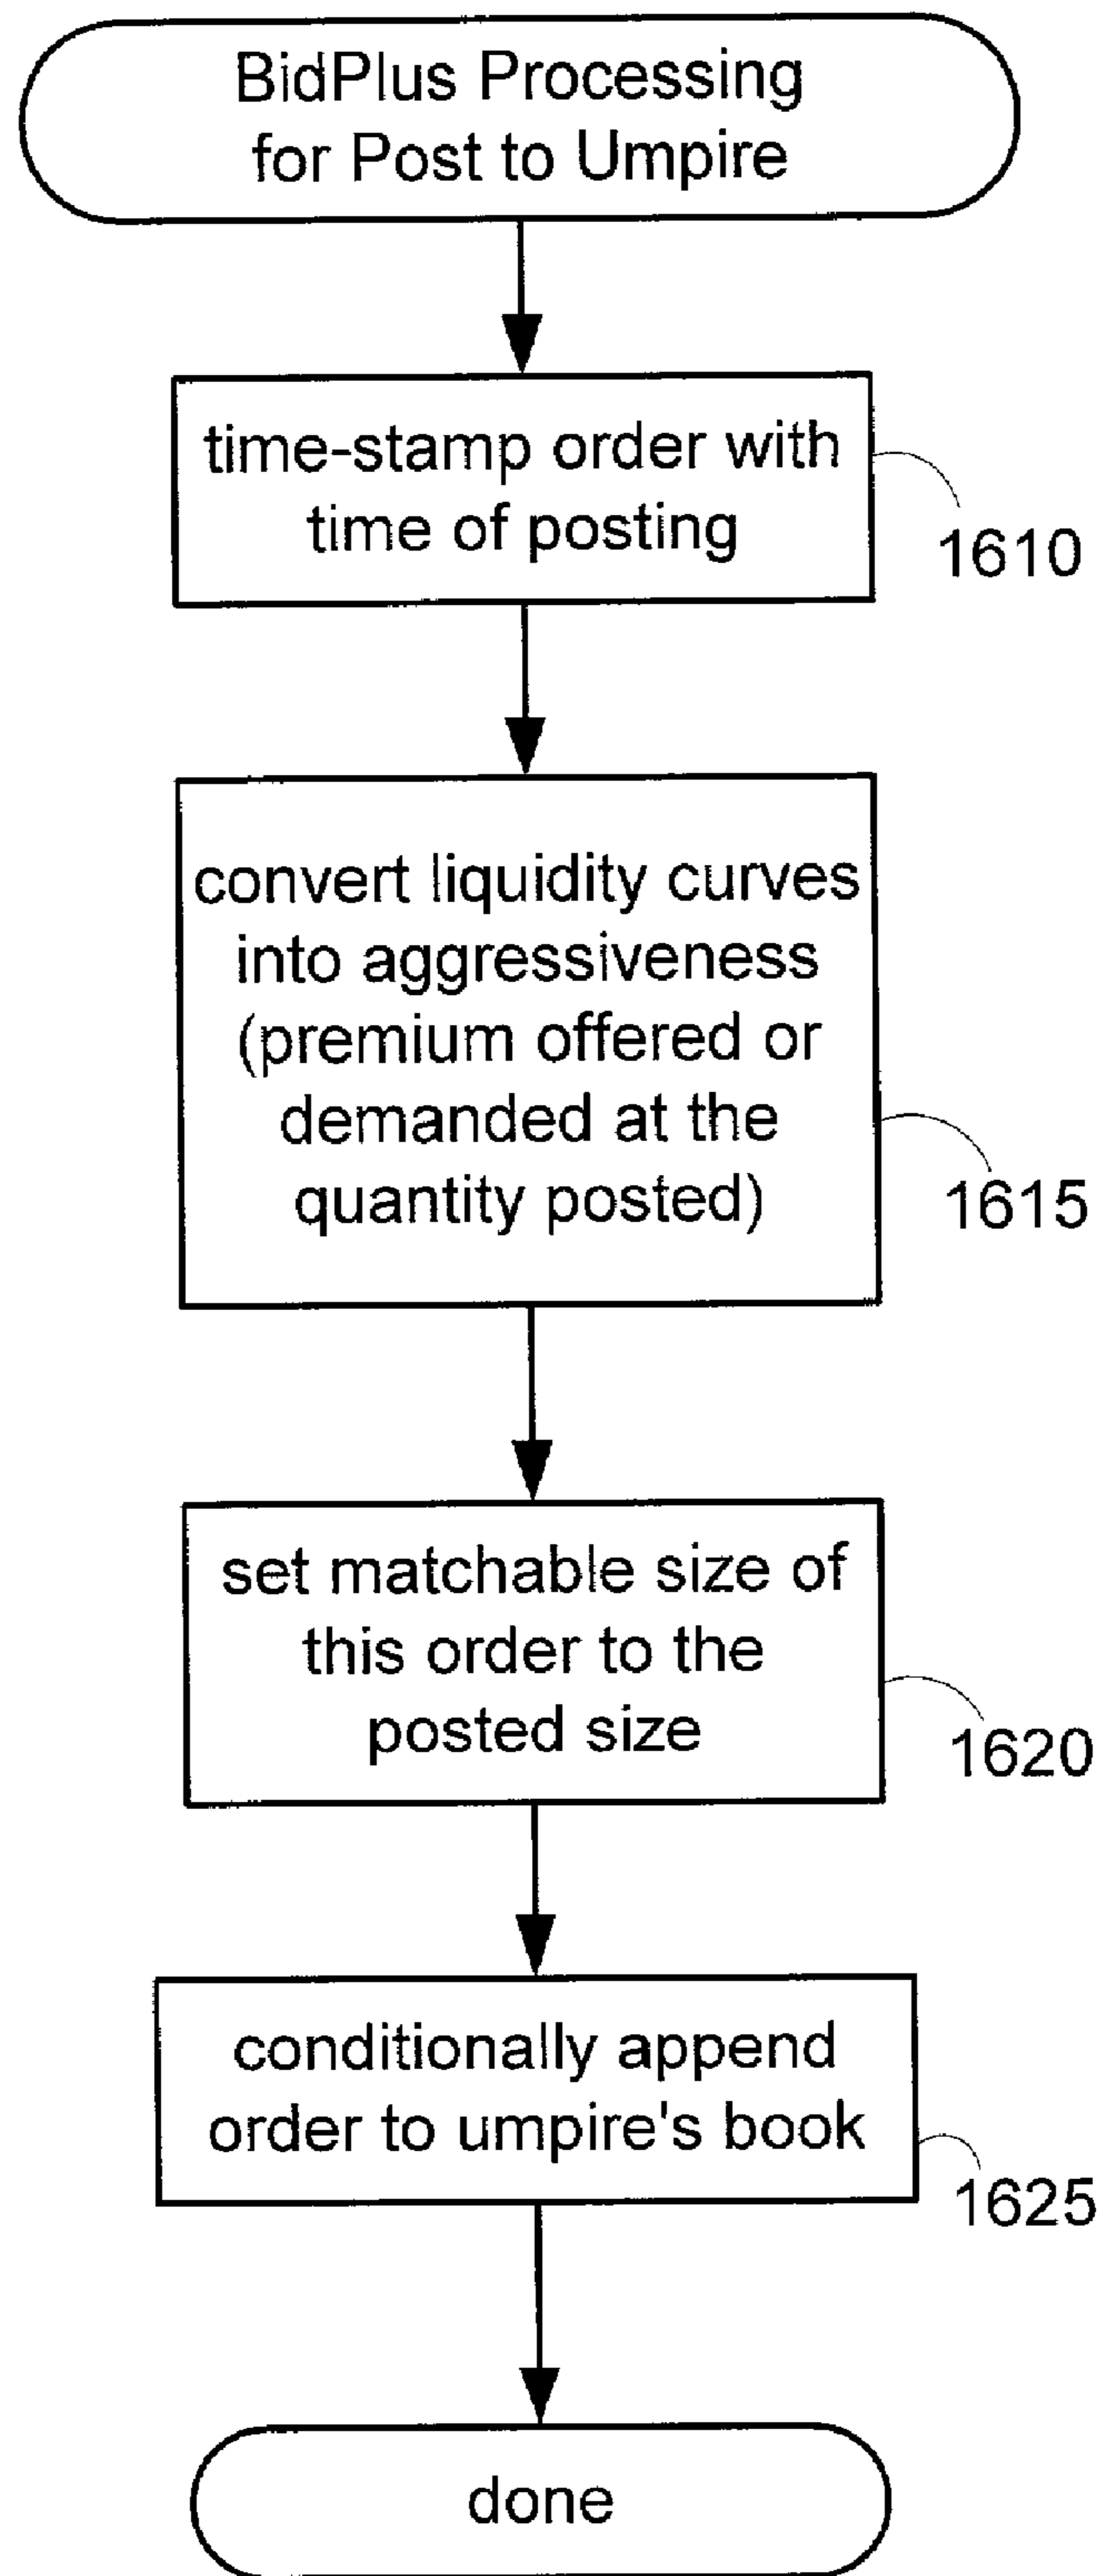 BidPlus Processing
for Post to Umpire
time-stamp order with
time of posting
1610
convert liquidity curves
into aggressiveness
(premium offered or
demanded at the
quantity posted)
1615
set matchable size of
this order to the
posted size
1620
conditionally append
order to umpire's book
1625
done